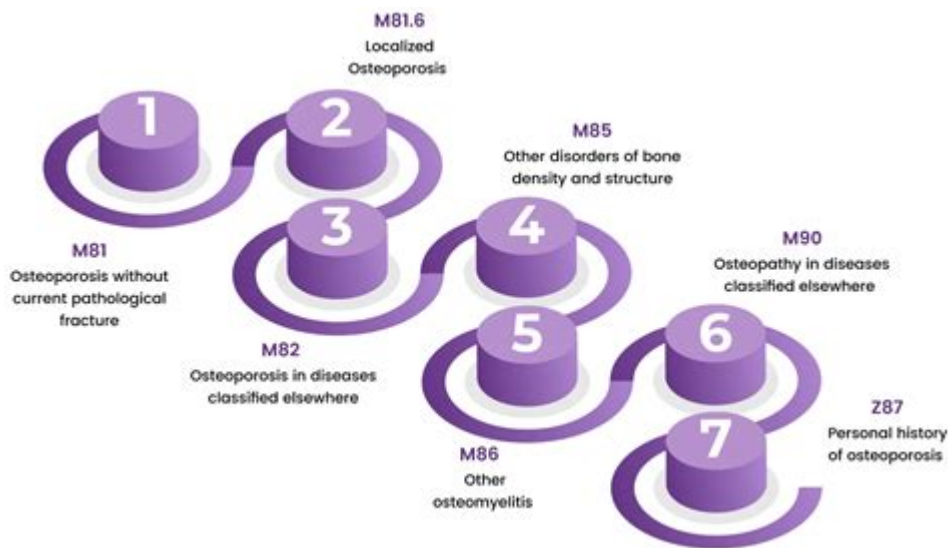 1
M81
Osteoporosis without
current pathological
fracture
2
M81.6
Localized
Osteoporosis
3
M82
Osteoporosis in diseases
classified elsewhere
4
M85
Other disorders of bone
density and structure
5
M86
Other
osteomyelitis
6
M90
Osteopathy in diseases
classified elsewhere
7
Z87
Personal history
of osteoporosis